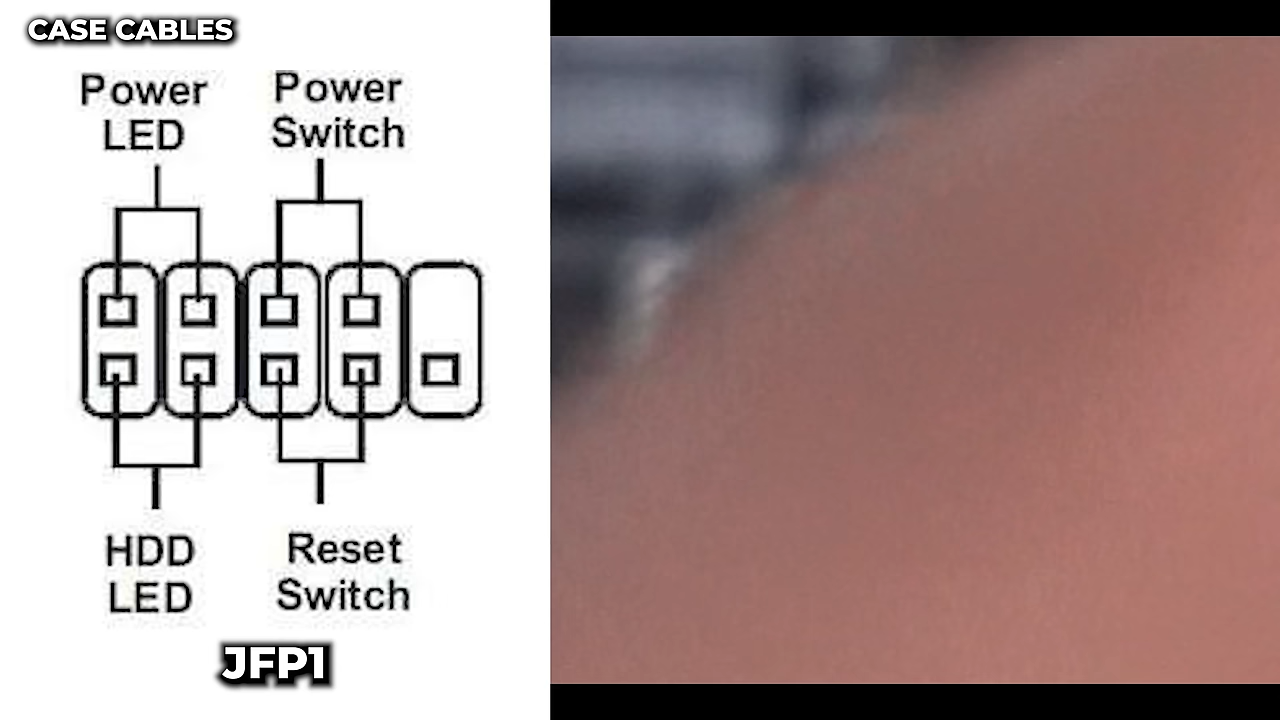 CASE CABLES
Power
LED
Power
Switch
HDD
LED
Reset
Switch
JFP1